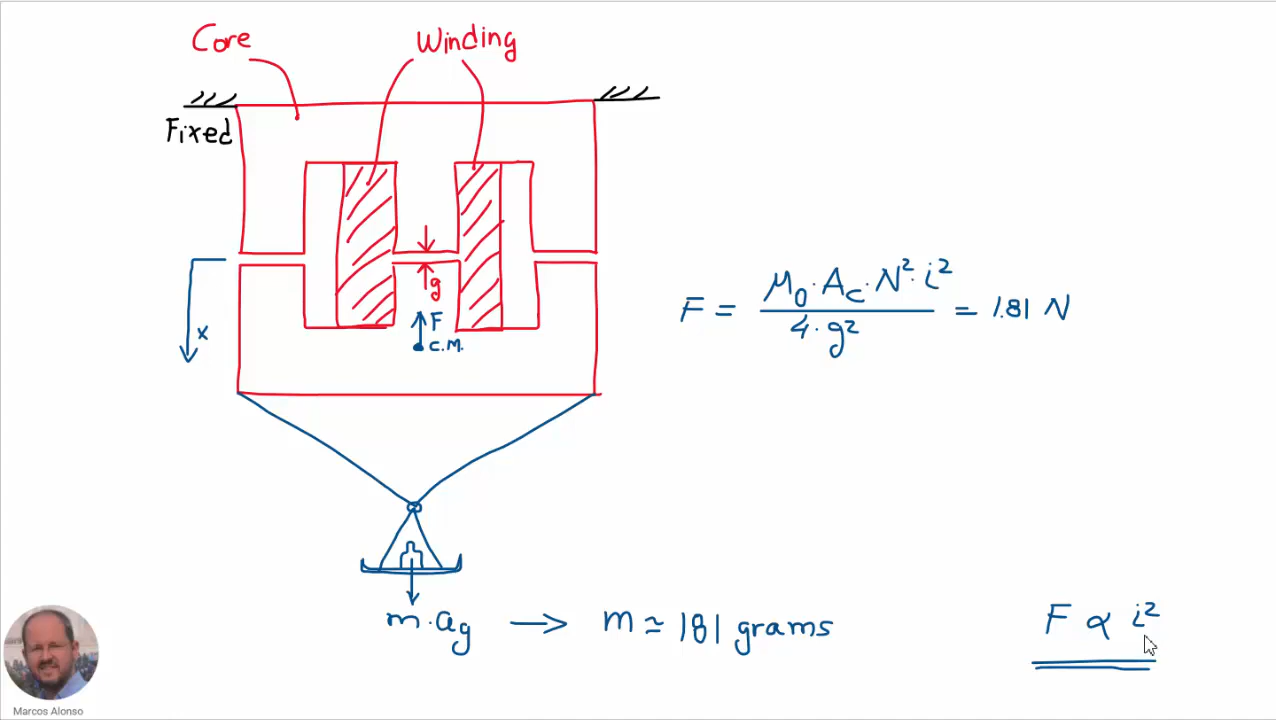 Core
Winding
Fixed
g
F
C.M.
x
F = μ0·Ac·N²·i² / 4·g² = 1.81 N
m·ag → m ≃ 181 grams
F ∝ i²
Marcos Alonso